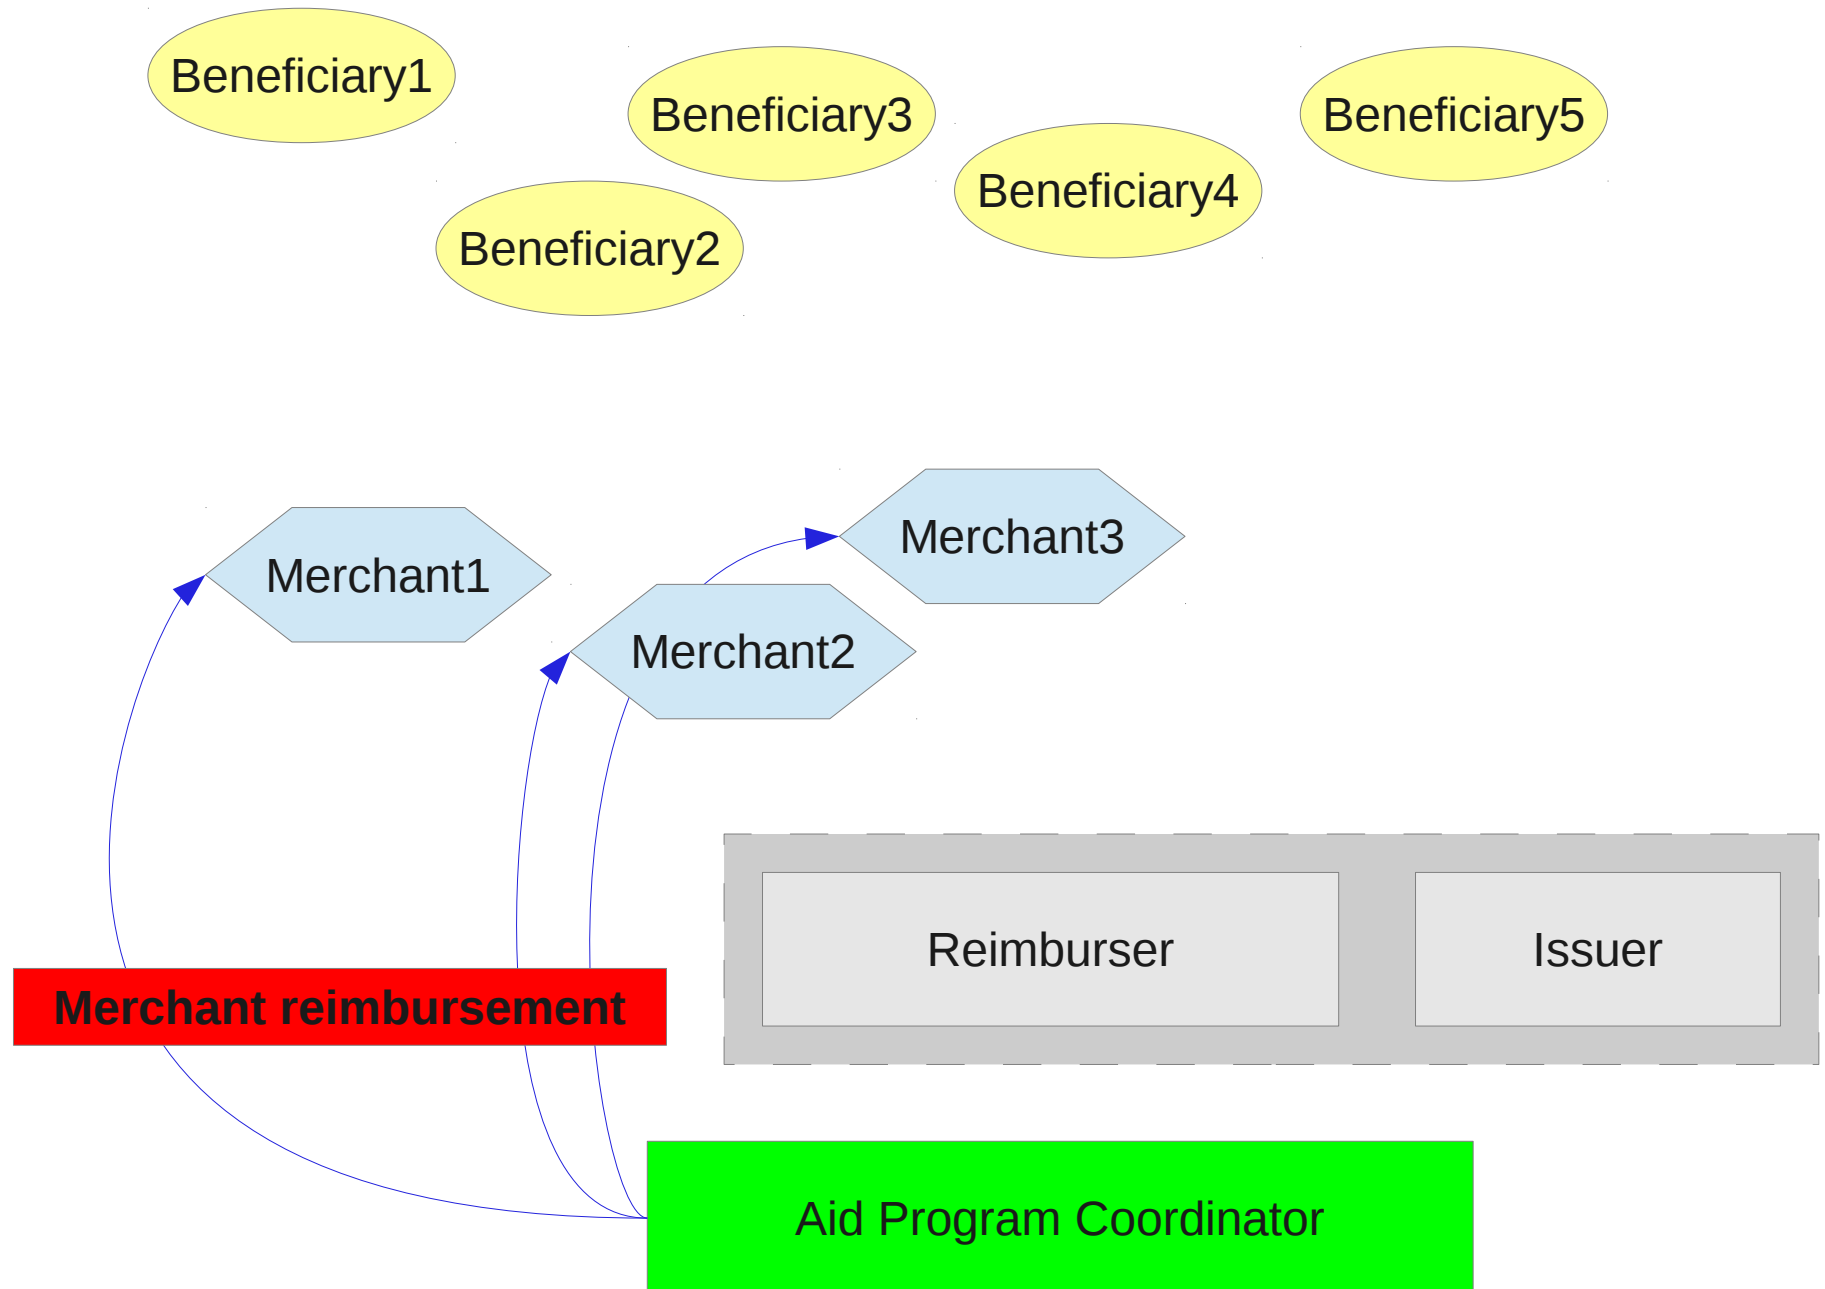 Beneficiary1
Beneficiary3
Beneficiary5
Beneficiary4
Beneficiary2
Merchant3
Merchant1
Merchant2
Reimburser
Issuer
Merchant reimbursement
Aid Program Coordinator